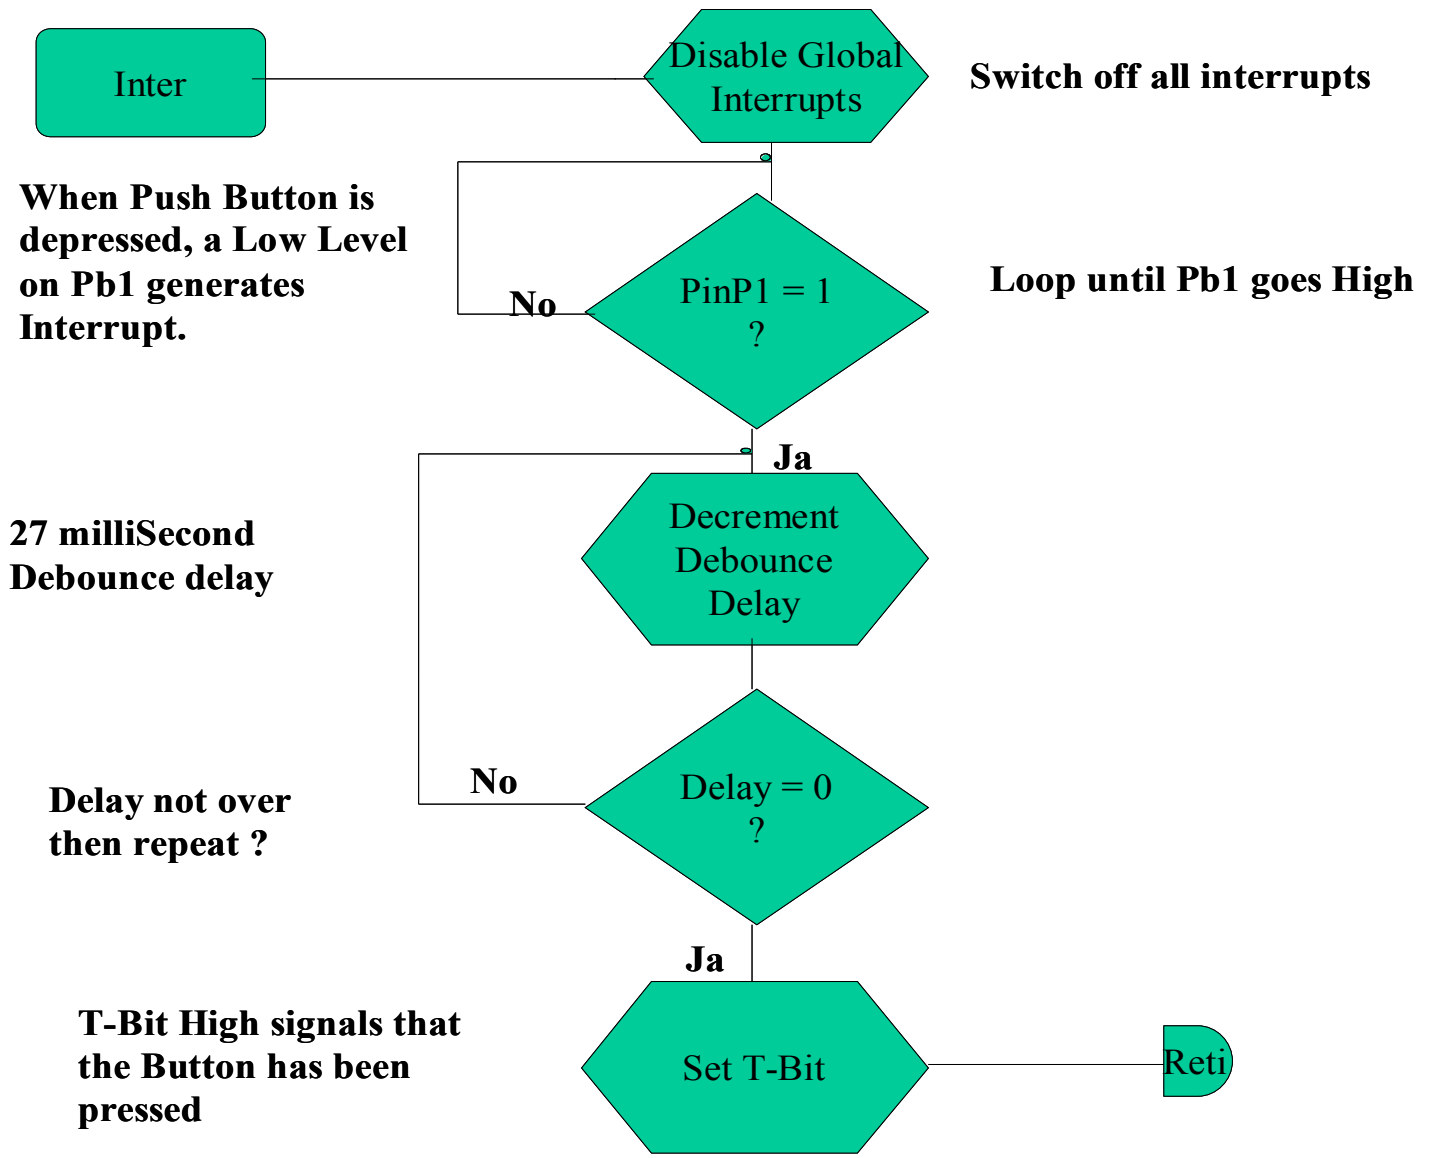 Inter
Disable Global
Interrupts
Switch off all interrupts
When Push Button is
depressed, a Low Level
on Pb1 generates
Interrupt.
No
PinP1 = 1
?
Loop until Pb1 goes High
Ja
27 milliSecond
Debounce delay
Decrement
Debounce
Delay
No
Delay = 0
?
Delay not over
then repeat ?
Ja
T-Bit High signals that
the Button has been
pressed
Set T-Bit
Reti